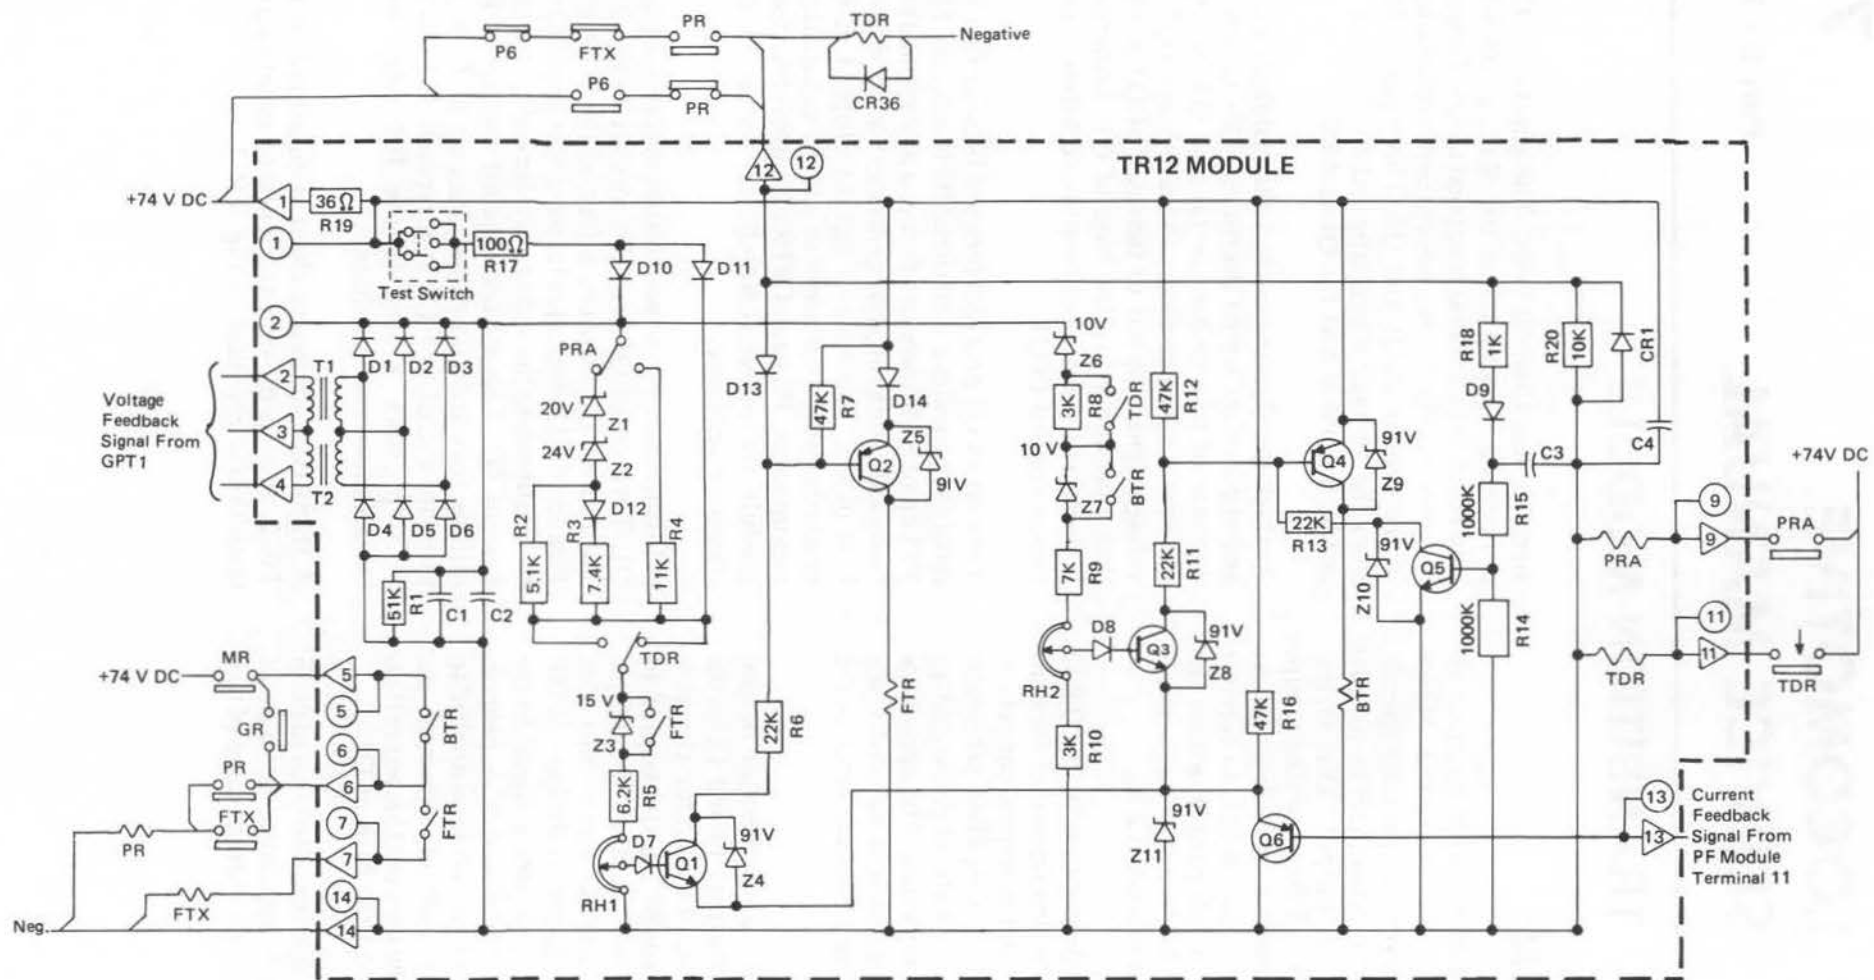 TDR
PR
Negative
P6
FTX
P6
PR
CR36
12
12
TR12 MODULE
+74 V DC
1
36Ω
R19
1
100Ω
R17
Test Switch
D10
D11
2
10V
Z6
PRA
D1
D2
D3
T1
2
Voltage
Feedback
Signal From
GPT1
3
4
T2
D4
D5
D6
20V
Z1
24V
Z2
D12
R2
R3
R4
5.1K
7.4K
11K
51K
R1
C1
C2
D13
47K
R7
D14
Z5
Q2
91V
3K
R8
TDR
10 V
Z7
BTR
7K
R9
47K
R12
22K
R11
Q4
91V
Z9
22K
R13
91V
Z10
Q5
R18
1K
D9
R20
10K
CR1
C3
C4
1000K
R15
1000K
R14
+74V DC
9
9
PRA
PRA
11
11
TDR
TDR
MR
+74 V DC
5
5
GR
BTR
6
PR
6
FTX
7
FTR
PR
7
FTX
14
Neg.
14
TDR
15 V
Z3
FTR
6.2K
R5
RH1
D7
Q1
91V
Z4
22K
R6
FTR
RH2
D8
Q3
91V
Z8
3K
R10
91V
Z11
47K
R16
BTR
Q6
13
13
Current
Feedback
Signal From
PF Module
Terminal 11